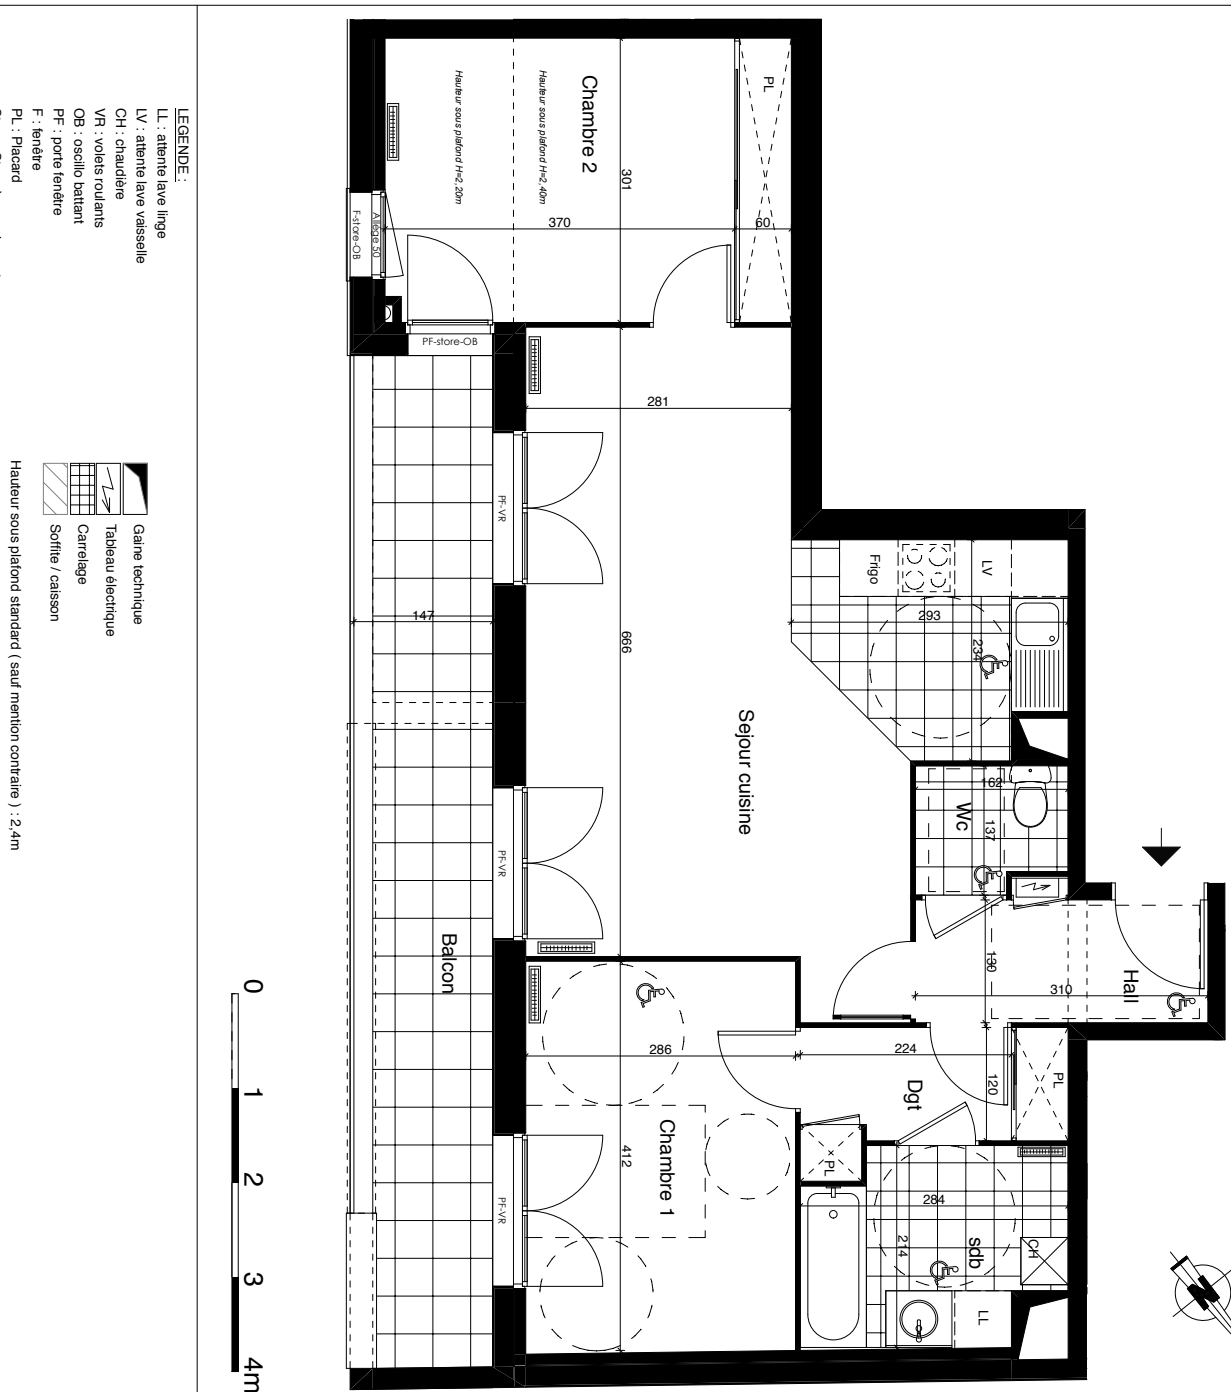 LEGENDE :
LL : attente lave linge
LV : attente lave vaisselle
CH : chaudière
VR : volets roulants
OB : oscillo battant
PF : porte fenêtre
F : fenêtre
PL : Placard
Gaine technique
Tableau électrique
Carrelage
Soffite / caisson
Hauteur sous plafond standard ( sauf mention contraire ) : 2,4m
Chambre 2
Hauteur sous plafond H=2,40m
Hauteur sous plafond H=2,20m
PL
301
370
60
Allège 50
F-store-OB
PF-store-OB
281
PF-VR
147
666
Sejour cuisine
Frigo
LV
293
234
162
Wc
137
130
Hall
310
PF-VR
Balcon
286
224
Dgt
120
PL
Chambre 1
412
PL
284
sdb
214
CH
LL
PF-VR
N
0
1
2
3
4m